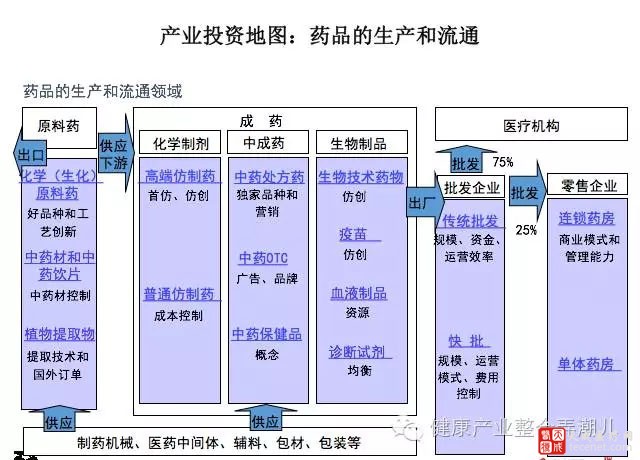 产业投资地图：药品的生产和流通
药品的生产和流通领域
原料药
出口
供应
下游
化学（生化）
原料药
好品种和工
艺创新
中药材和中
药饮片
中药材控制
植物提取物
提取技术和
国外订单
成 药
化学制剂
高端仿制药
首仿、仿创
普通仿制药
成本控制
中成药
中药处方药
独家品种和
营销
中药OTC
广告、品牌
中药保健品
概念
生物制品
生物技术药物
仿创
疫苗
仿创
血液制品
资源
诊断试剂
均衡
出厂
医疗机构
批发
75%
批发企业
传统批发
规模、资金、
运营效率
快 批
规模、运营
模式、费用
控制
批发
25%
零售企业
连锁药房
商业模式和
管理能力
单体药房
供应
供应
制药机械、医药中间体、辅料、包材、包装等
健康产业整合弄潮儿